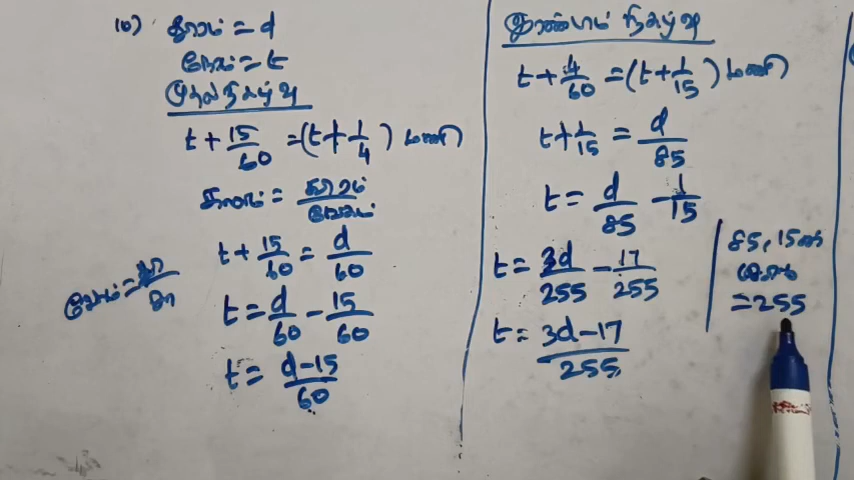 10) தூரம் = d
நேரம் = t
முதல் நிகழ்வு
t + 15/60 = (t + 1/4) மணி
காலம் = தூரம்/வேகம்
t + 15/60 = d/60
t = d/60 - 15/60
t = d-15/60
வேகம் = தூ/கா
இரண்டாம் நிகழ்வு
t + 4/60 = (t + 1/15) மணி
t + 1/15 = d/85
t = d/85 - 1/15
t = 3d/255 - 17/255
t = 3d-17/255
85, 15ன்
= 255